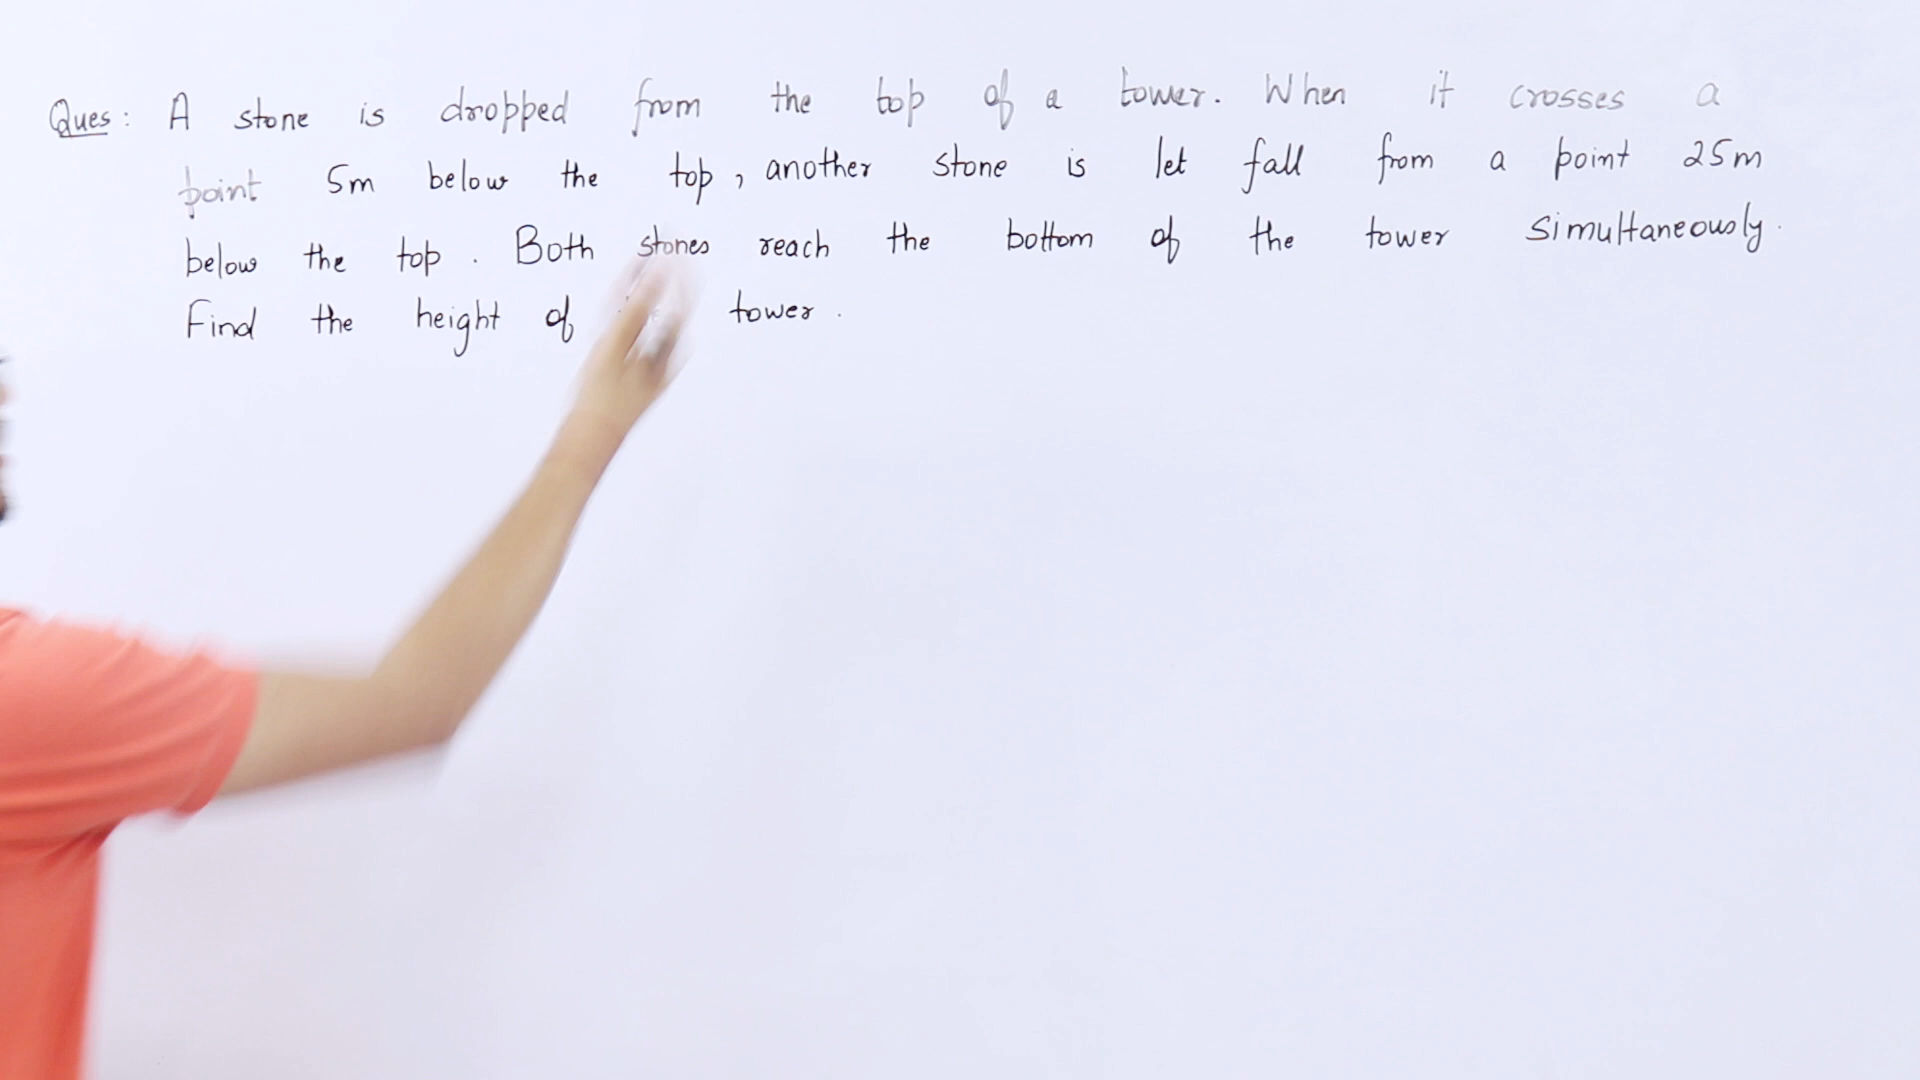 Ques: A stone is dropped from the top of a tower. When it crosses a
point 5m below the top, another stone is let fall from a point 25m
below the top. Both stones reach the bottom of the tower simultaneously.
Find the height of tower.